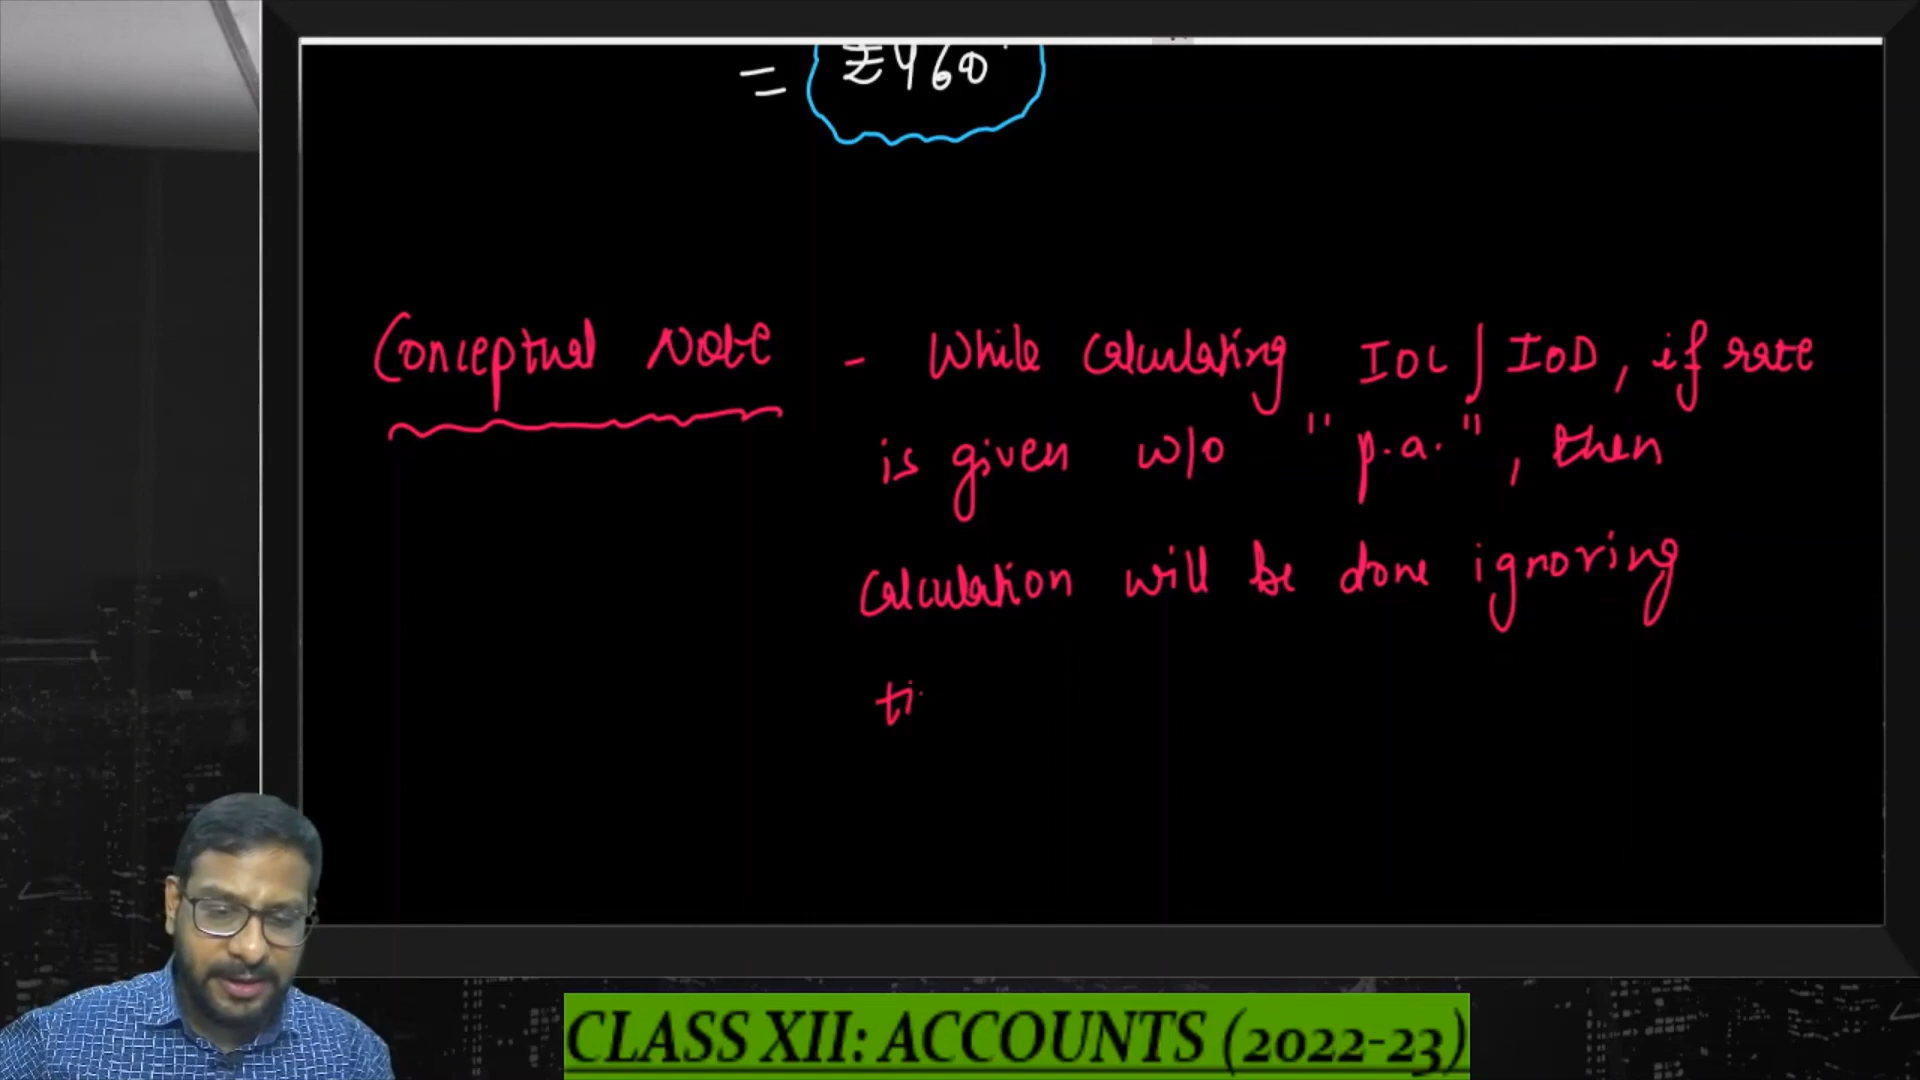 = ₹460
Conceptual Note - While Calculating IOC / IOD, if rate
is given w/o "p.a.", then
Calculation will be done ignoring
ti
CLASS XII: ACCOUNTS (2022-23)